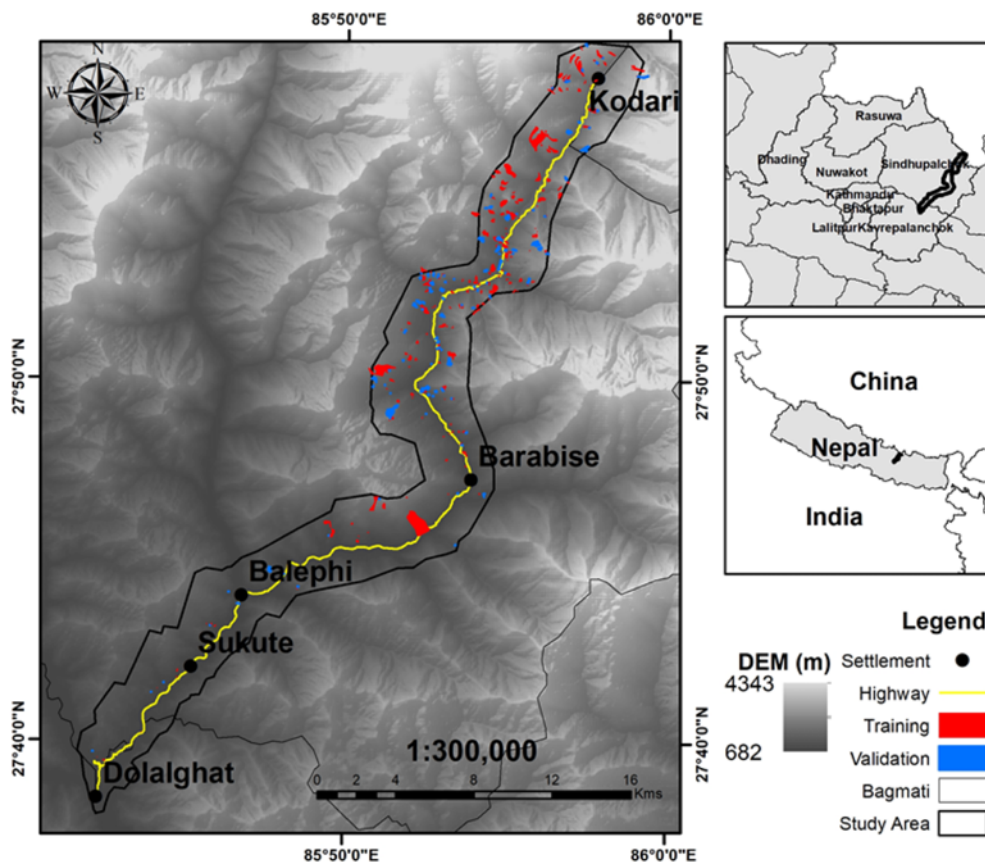 85°50'0"E
86°0'0"E
N
W
E
S
Kodari
27°50'0"N
27°50'0"N
Barabise
Balephi
Sukute
27°40'0"N
27°40'0"N
Dolalghat
1:300,000
0 2 4 8 12 16
Kms
85°50'0"E
86°0'0"E
Rasuwa
Dhading
Sindhupalchok
Nuwakot
Kathmandu
Bhaktapur
Lalitpur
Kavrepalanchok
China
Nepal
India
Legend
DEM (m)
4343
682
Settlement
Highway
Training
Validation
Bagmati
Study Area